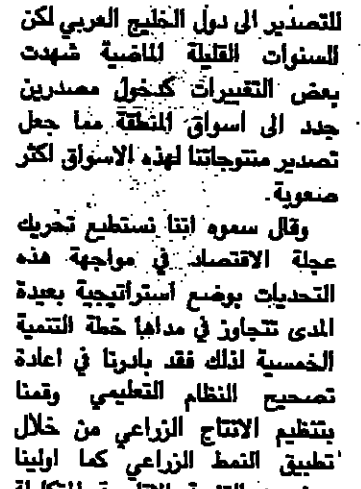 للتصدير الى دول الخليج العربي لكن
السنوات القليلة الماضية شهدت
بعض التغييرات كدخول مصدرين
جدد الى اسواق المنطقة مما جعل
تصدير منتوجاتنا لهذه الاسواق اكثر
صعوبة.
وقال سموه اننا نستطيع تحريك
عجلة الاقتصاد في مواجهة هذه
التحديات بوضع استراتيجية بعيدة
المدى تتجاوز في مداها خطة التنمية
الخمسية لذلك فقد بادرنا في اعادة
تصحيح النظام التعليمي وقمنا
بتنظيم الانتاج الزراعي من خلال
تطبيق النمط الزراعي كما اولينا